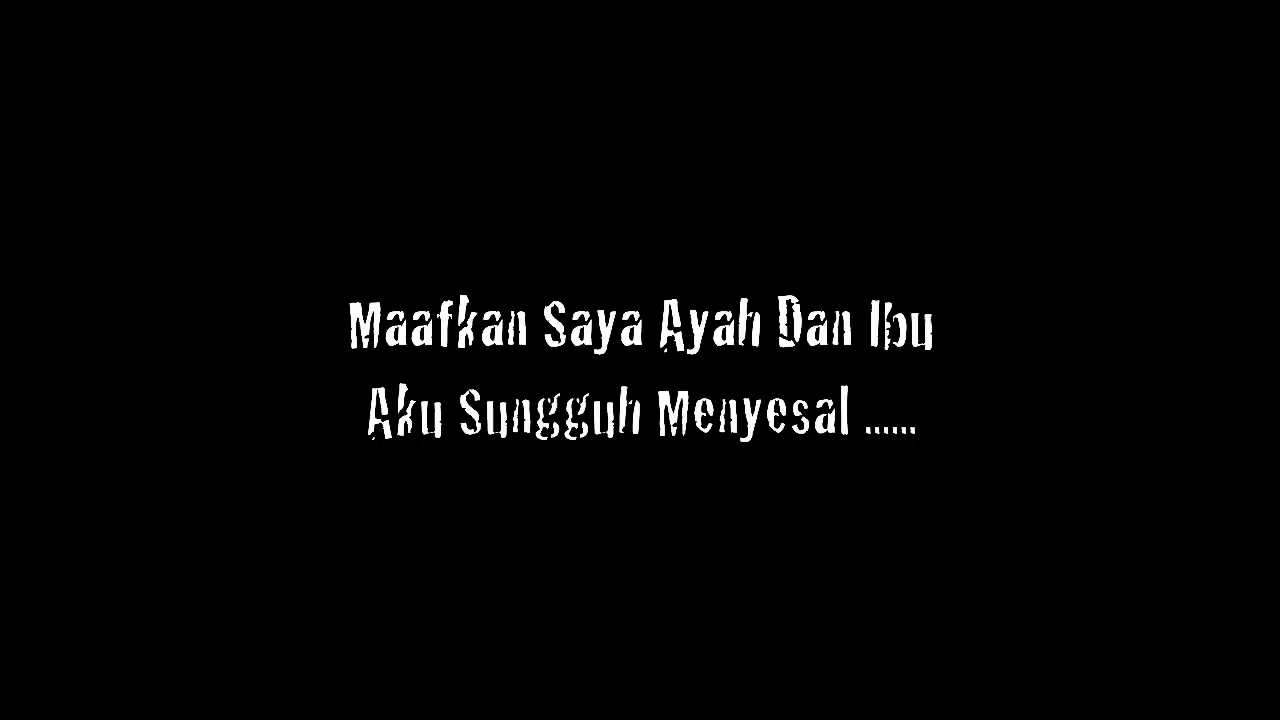 Maafkan Saya Ayah Dan Ibu
Aku Sungguh Menyesal ......